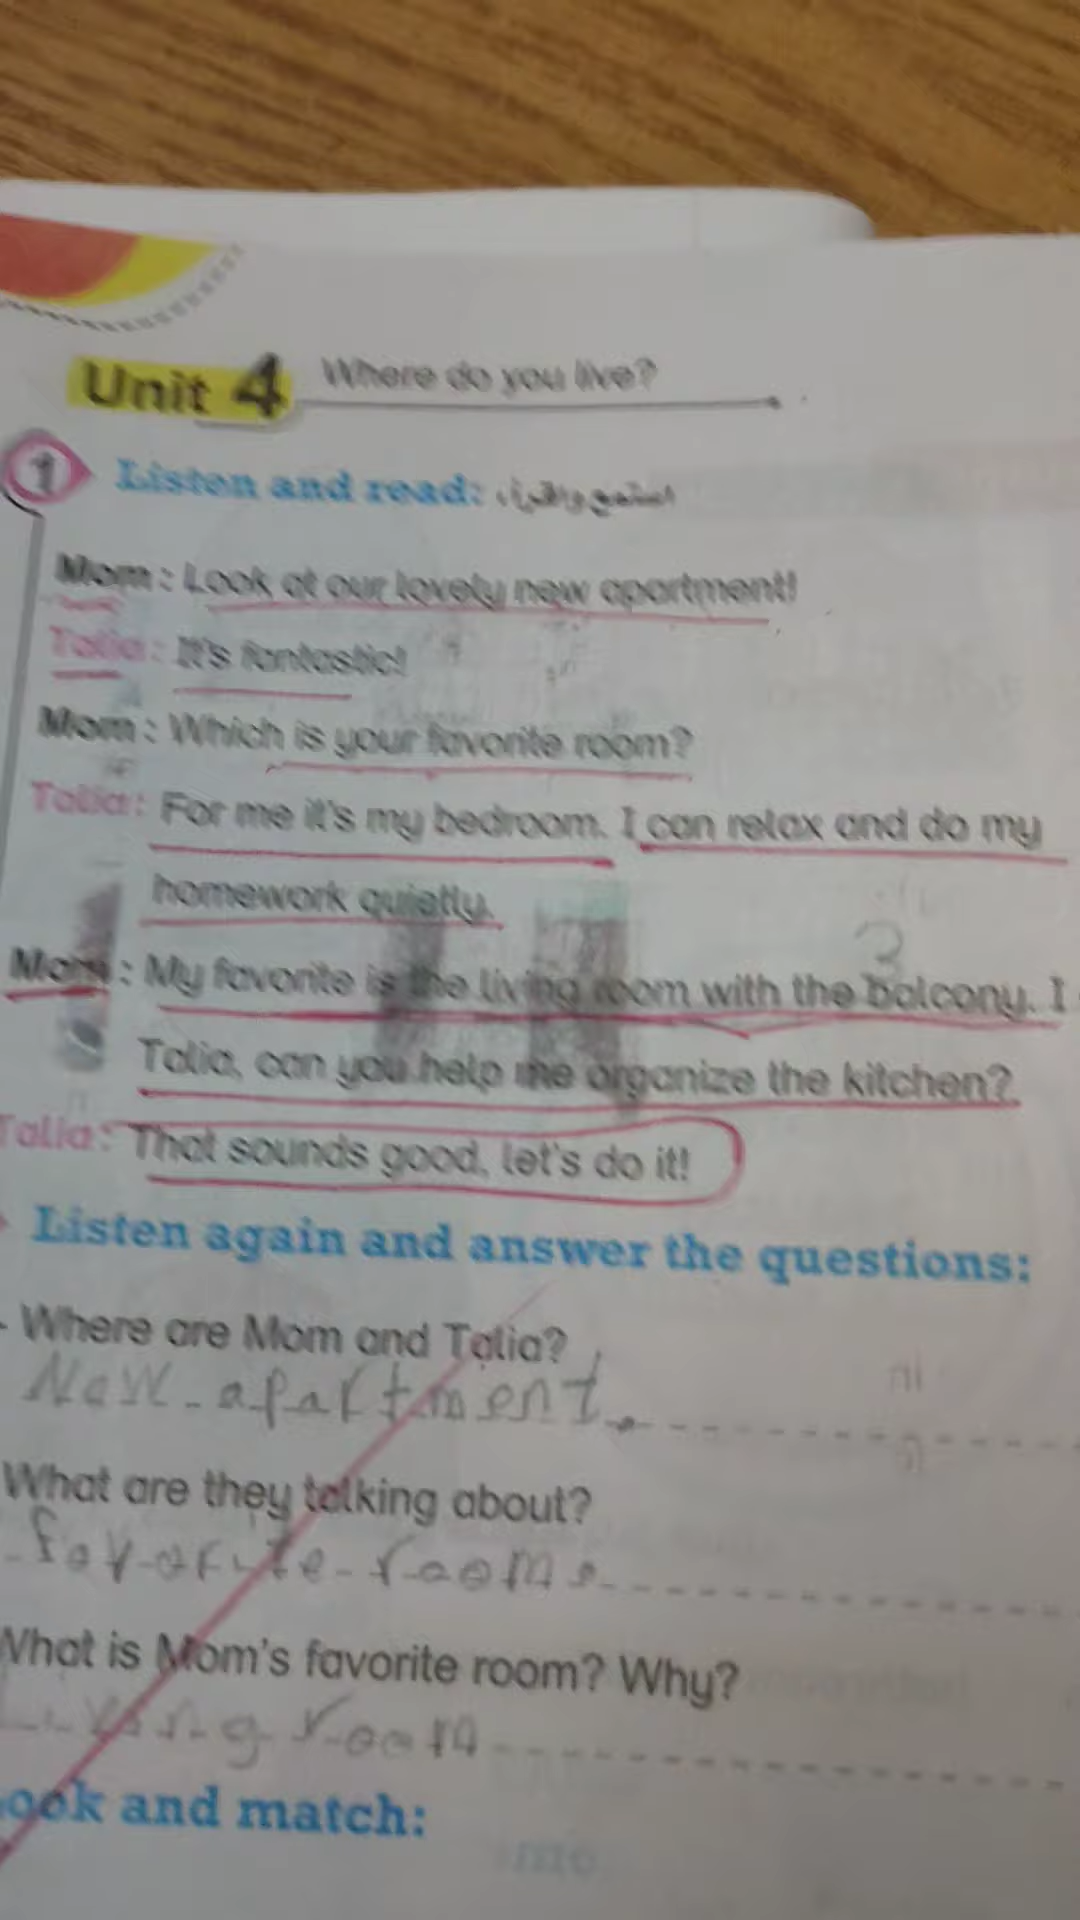 Unit 4 Where do you live?
1 Listen and read: استمع واقرأ:
Mom : Look at our lovely new apartment!
Talia : It's fantastic!
Mom : Which is your favorite room?
Talia : For me it's my bedroom. I can relax and do my
homework quietly.
3
Mom : My favorite is the living room with the balcony. I
Talia, can you help me organize the kitchen?
Talia : That sounds good, let's do it!
Listen again and answer the questions:
- Where are Mom and Talia?
New apartment.
What are they talking about?
room
What is Mom's favorite room? Why?
Living room
ook and match: